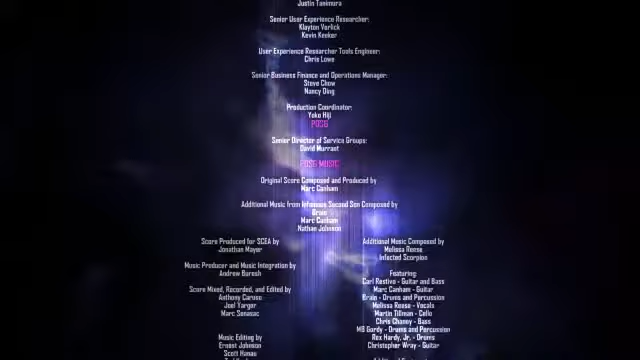 Justin Tanimura
Senior User Experience Researcher:
Klayton Vorlick
Kevin Keeker
User Experience Researcher Tools Engineer:
Chris Lowe
Senior Business Finance and Operations Manager:
Steve Chow
Nancy Ding
Production Coordinator:
Yoko Hiji
PDSG
Senior Director of Service Groups:
David Murrant
PDSG MUSIC
Original Score Composed and Produced by
Marc Canham
Additional Music from Infamous Second Son Composed by
Brain
Marc Canham
Nathan Johnson
Score Produced for SCEA by
Jonathan Mayer
Music Producer and Music Integration by
Andrew Buresh
Score Mixed, Recorded, and Edited by
Anthony Caruso
Joel Yarger
Marc Senasac
Music Editing by
Ernest Johnson
Scott Hanau
Additional Music Composed by
Melissa Reese
Infected Scorpion
Featuring:
Carl Restivo - Guitar and Bass
Marc Canham - Guitar
Brain - Drums and Percussion
Melissa Reese - Vocals
Martin Tillman - Cello
Chris Chaney - Bass
MB Gordy - Drums and Percussion
Rex Hardy, Jr. - Drums
Christopher Wray - Guitar